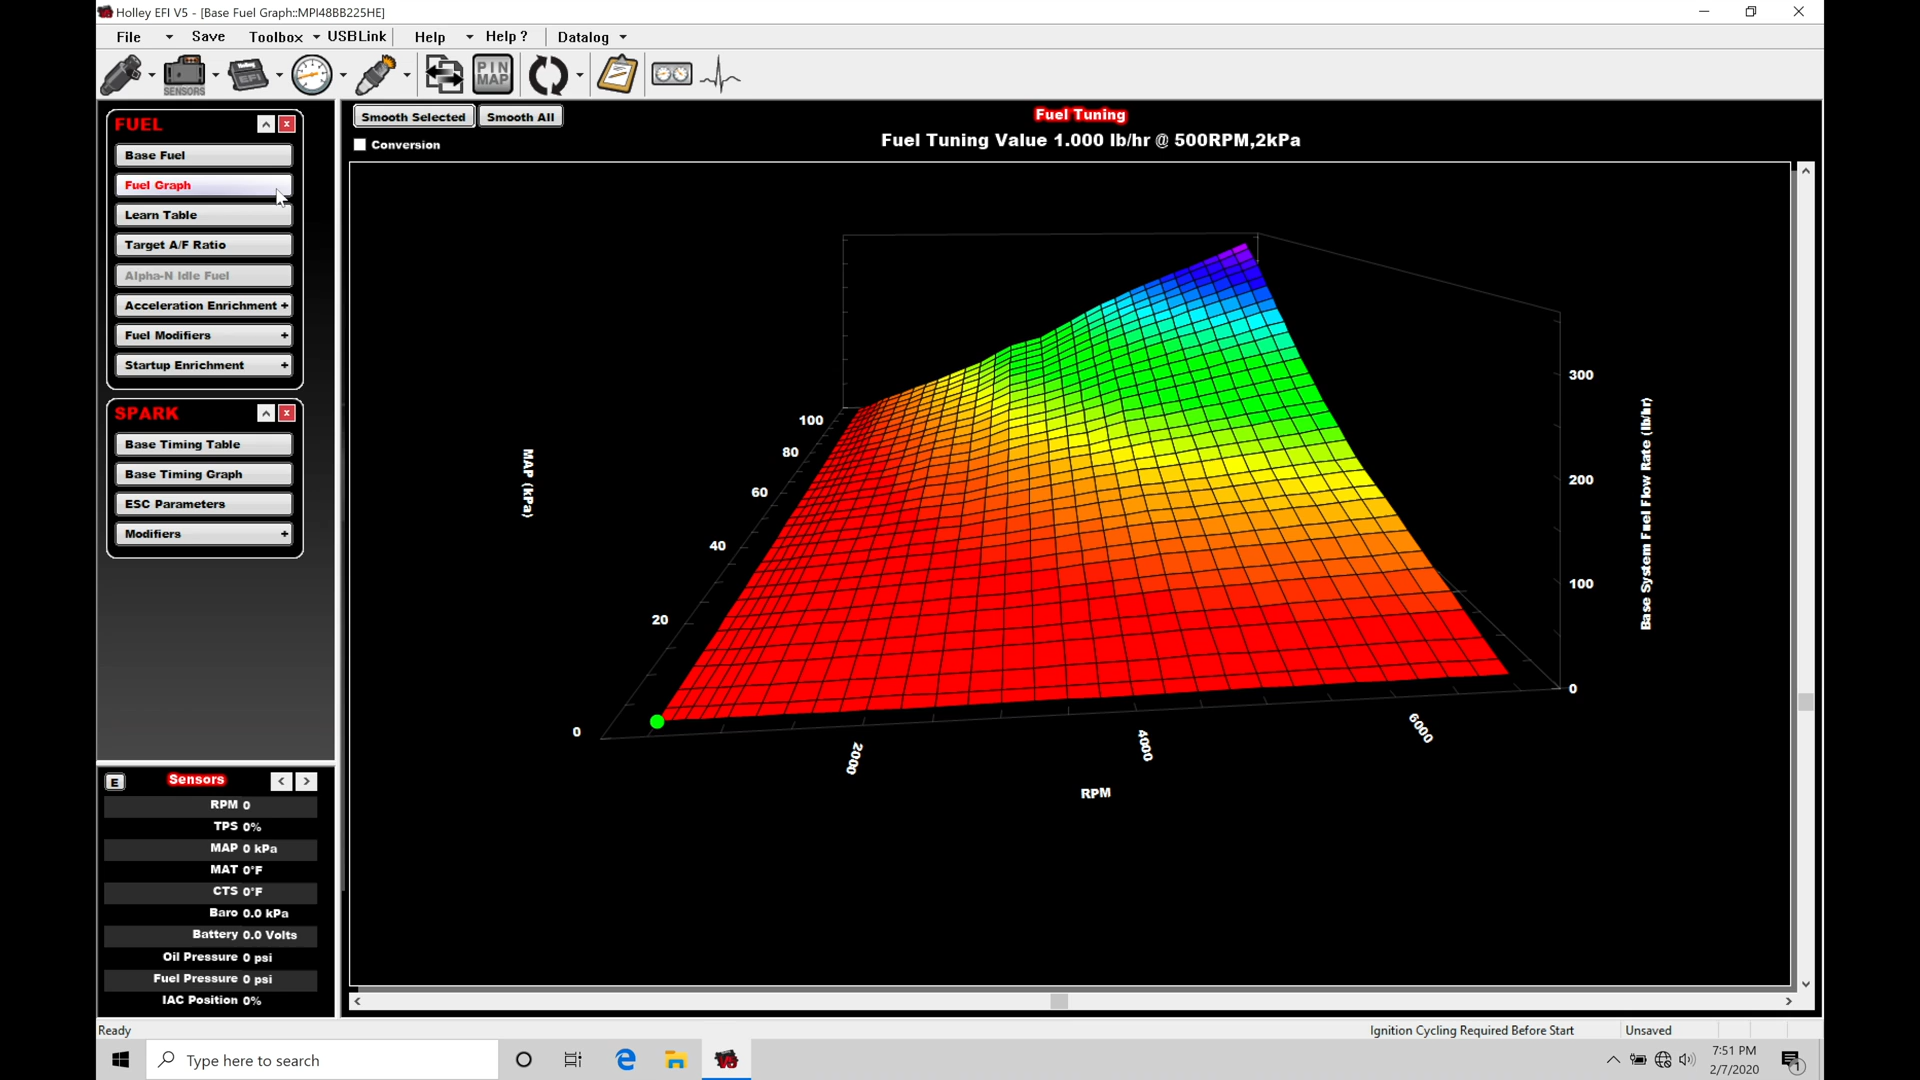 Holley EFI V5 - [Base Fuel Graph::MPI48BB225HE]
File Save Toolbox USBLink Help Help ? Datalog
SENSORS EFI PIN MAP
FUEL
Base Fuel
Fuel Graph
Learn Table
Target A/F Ratio
Alpha-N Idle Fuel
Acceleration Enrichment +
Fuel Modifiers +
Startup Enrichment +
SPARK
Base Timing Table
Base Timing Graph
ESC Parameters
Modifiers +
E Sensors < >
RPM 0
TPS 0%
MAP 0 kPa
MAT 0°F
CTS 0°F
Baro 0.0 kPa
Battery 0.0 Volts
Oil Pressure 0 psi
Fuel Pressure 0 psi
IAC Position 0%
Smooth Selected Smooth All
Conversion
Fuel Tuning
Fuel Tuning Value 1.000 lb/hr @ 500RPM,2kPa
MAP (kPa)
100
80
60
40
20
0
2000
4000
6000
RPM
300
200
100
0
Base System Fuel Flow Rate (lb/hr)
Ready Ignition Cycling Required Before Start Unsaved
Type here to search
7:51 PM
2/7/2020
1